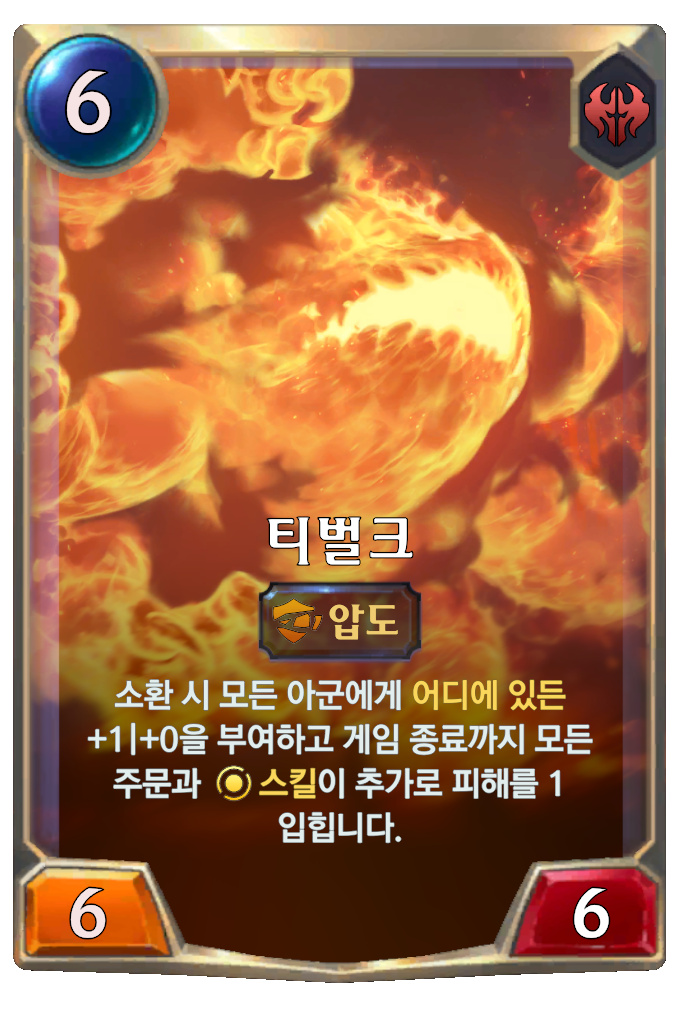 6
티벌크
압도
소환 시 모든 아군에게 어디에 있든
+1|+0을 부여하고 게임 종료까지 모든
주문과 스킬이 추가로 피해를 1
입힙니다.
6
6